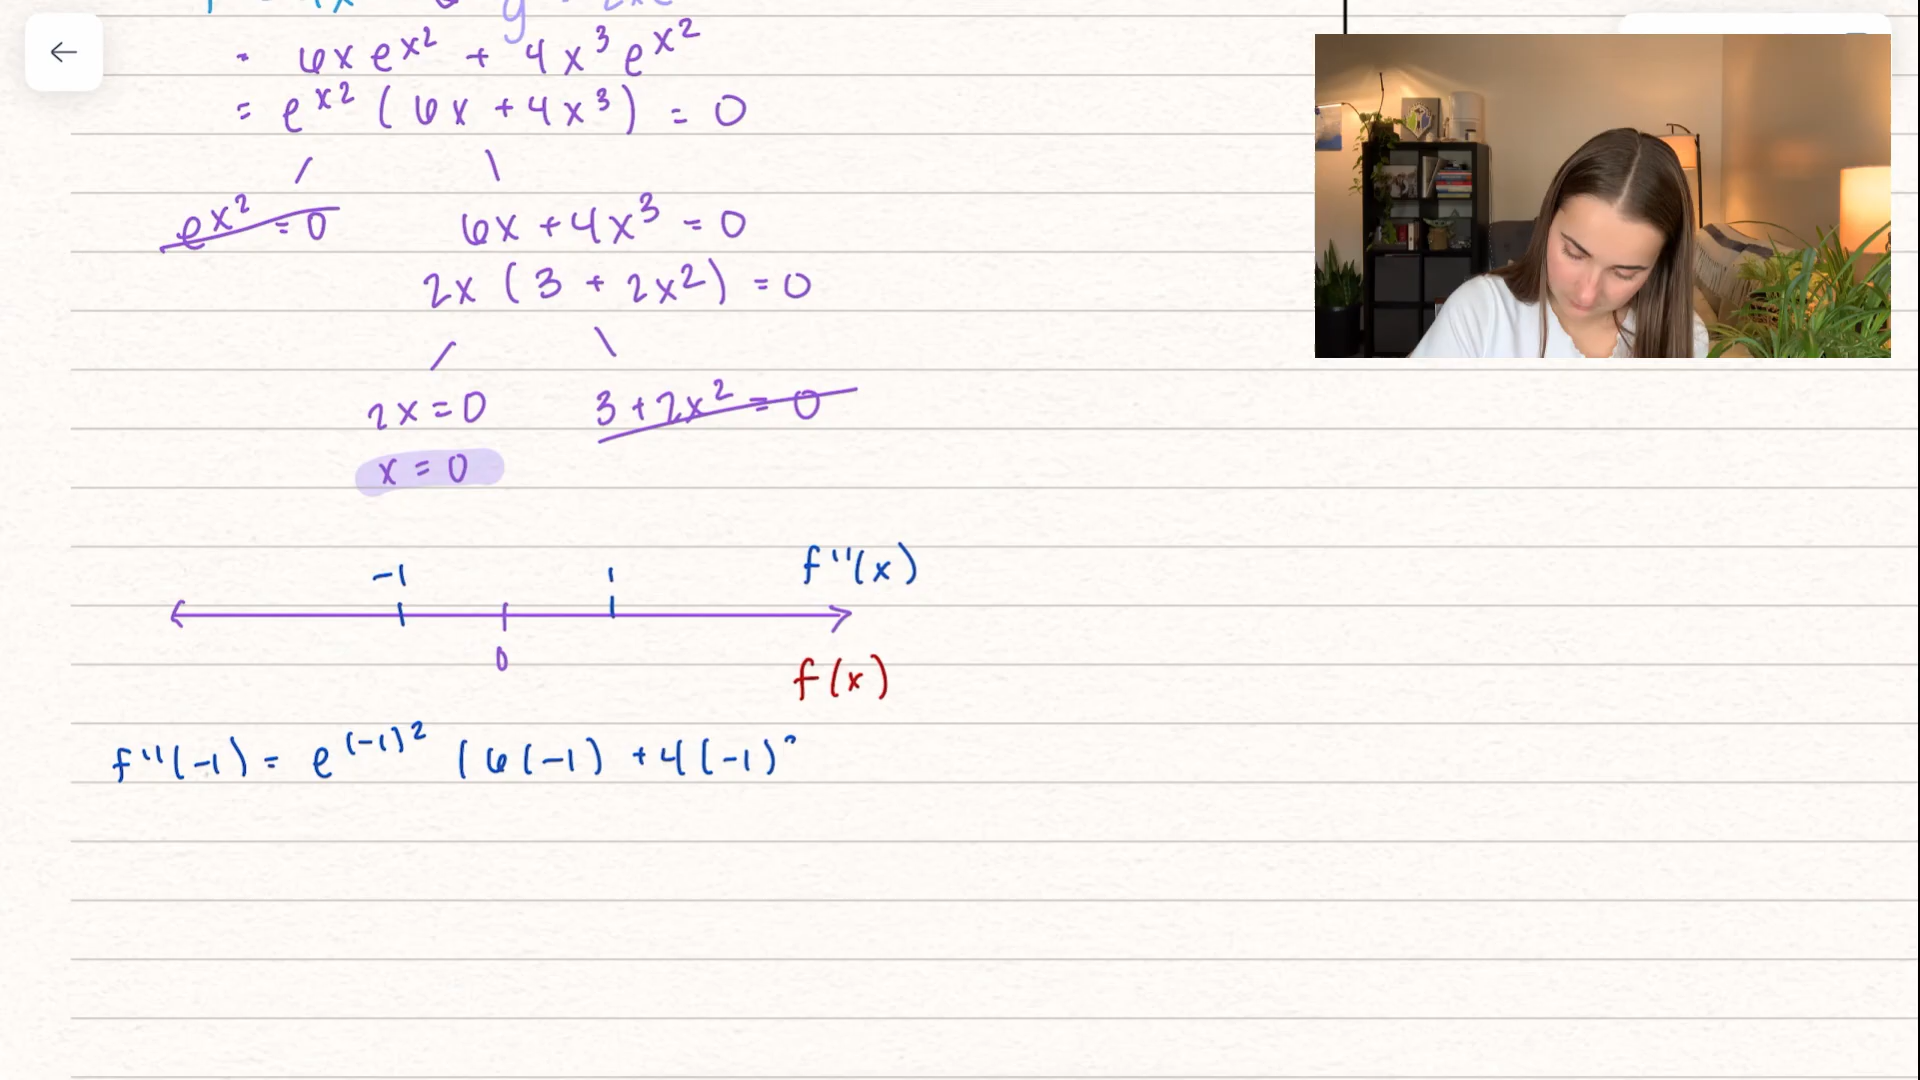 = 6x e^x² + 4x³ e^x²
= e^x² (6x + 4x³) = 0
e^x² = 0 6x + 4x³ = 0
2x (3 + 2x²) = 0
2x = 0 3 + 2x² = 0
x = 0
-1 1 f''(x)
0
f(x)
f''(-1) = e^(-1)² (6(-1) + 4(-1)